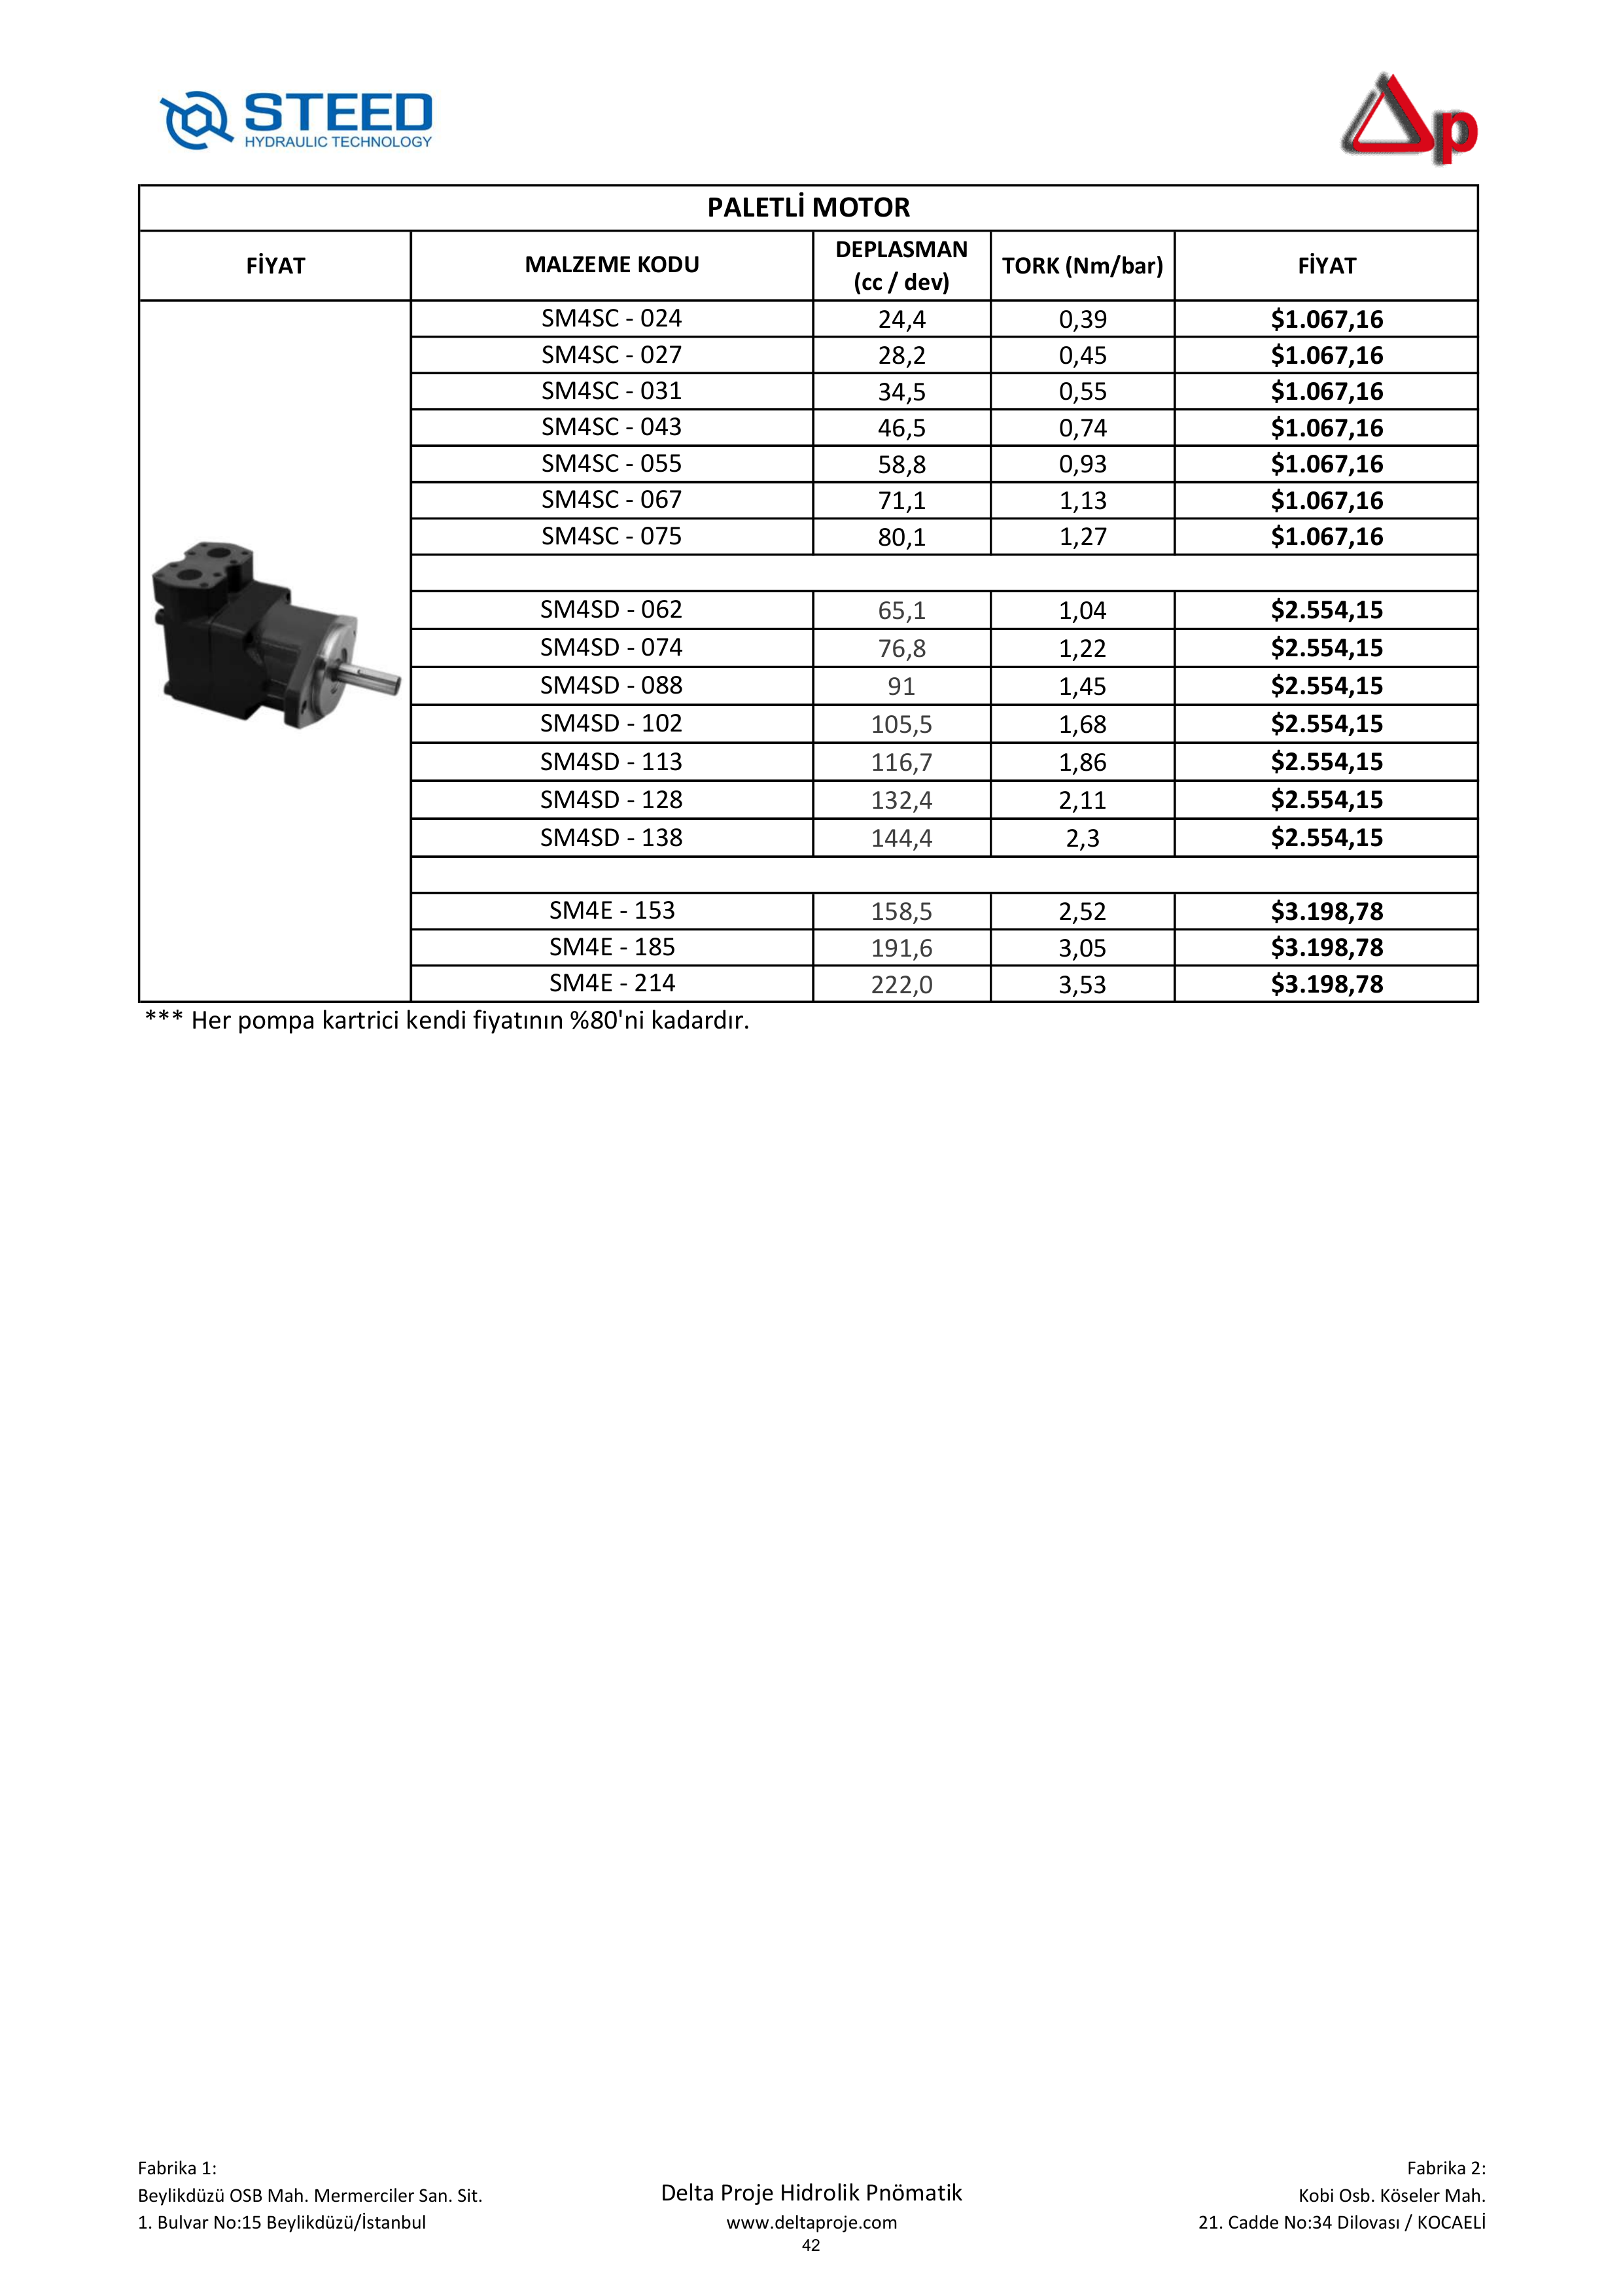 STEED
HYDRAULIC TECHNOLOGY
p
PALETLİ MOTOR
FİYAT MALZEME KODU DEPLASMAN (cc / dev) TORK (Nm/bar) FİYAT
SM4SC - 024 24,4 0,39 $1.067,16
SM4SC - 027 28,2 0,45 $1.067,16
SM4SC - 031 34,5 0,55 $1.067,16
SM4SC - 043 46,5 0,74 $1.067,16
SM4SC - 055 58,8 0,93 $1.067,16
SM4SC - 067 71,1 1,13 $1.067,16
SM4SC - 075 80,1 1,27 $1.067,16
SM4SD - 062 65,1 1,04 $2.554,15
SM4SD - 074 76,8 1,22 $2.554,15
SM4SD - 088 91 1,45 $2.554,15
SM4SD - 102 105,5 1,68 $2.554,15
SM4SD - 113 116,7 1,86 $2.554,15
SM4SD - 128 132,4 2,11 $2.554,15
SM4SD - 138 144,4 2,3 $2.554,15
SM4E - 153 158,5 2,52 $3.198,78
SM4E - 185 191,6 3,05 $3.198,78
SM4E - 214 222,0 3,53 $3.198,78
*** Her pompa kartrici kendi fiyatının %80'ni kadardır.
Fabrika 1:
Beylikdüzü OSB Mah. Mermerciler San. Sit.
1. Bulvar No:15 Beylikdüzü/İstanbul
Delta Proje Hidrolik Pnömatik
www.deltaproje.com
42
Fabrika 2:
Kobi Osb. Köseler Mah.
21. Cadde No:34 Dilovası / KOCAELİ